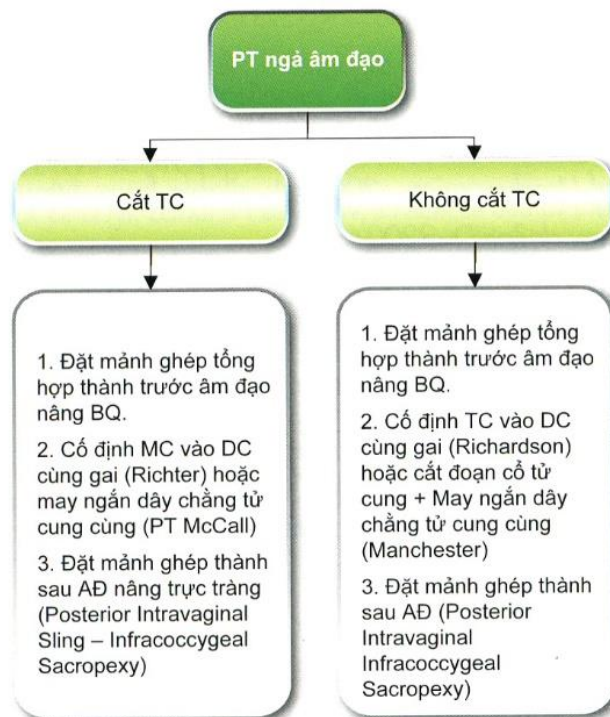 PT ngả âm đạo
Cắt TC
Không cắt TC
1. Đặt mảnh ghép tổng
hợp thành trước âm đạo
nâng BQ.
2. Cố định MC vào DC
cùng gai (Richter) hoặc
may ngắn dây chằng tử
cung cùng (PT McCall)
3. Đặt mảnh ghép thành
sau AĐ nâng trực tràng
(Posterior Intravaginal
Sling – Infracoccygeal
Sacropexy)
1. Đặt mảnh ghép tổng
hợp thành trước âm đạo
nâng BQ.
2. Cố định TC vào DC
cùng gai (Richardson)
hoặc cắt đoạn cổ tử
cung + May ngắn dây
chằng tử cung cùng
(Manchester)
3. Đặt mảnh ghép thành
sau AĐ (Posterior
Intravaginal
Infracoccygeal
Sacropexy)